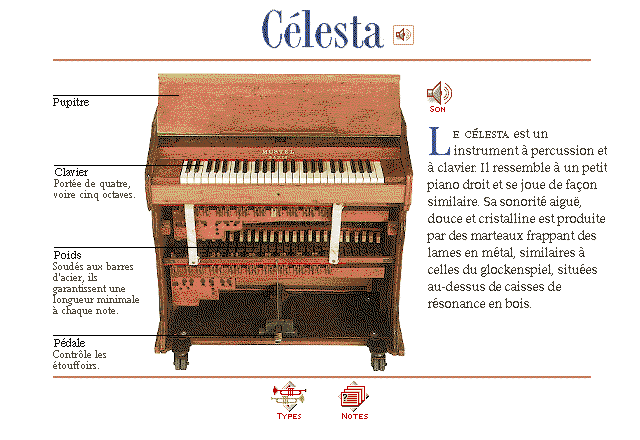 Célesta
Pupitre
SON
LE CÉLESTA est un
instrument à percussion et
à clavier. Il ressemble à un petit
piano droit et se joue de façon
similaire. Sa sonorité aiguë,
douce et cristalline est produite
par des marteaux frappant des
lames en métal, similaires à
celles du glockenspiel, situées
au-dessus de caisses de
résonance en bois.
MUSTEL
Clavier
Portée de quatre,
voire cinq octaves.
Poids
Soudés aux barres
d'acier, ils
garantissent une
longueur minimale
à chaque note.
Pédale
Contrôle les
étouffoirs.
TYPES
NOTES